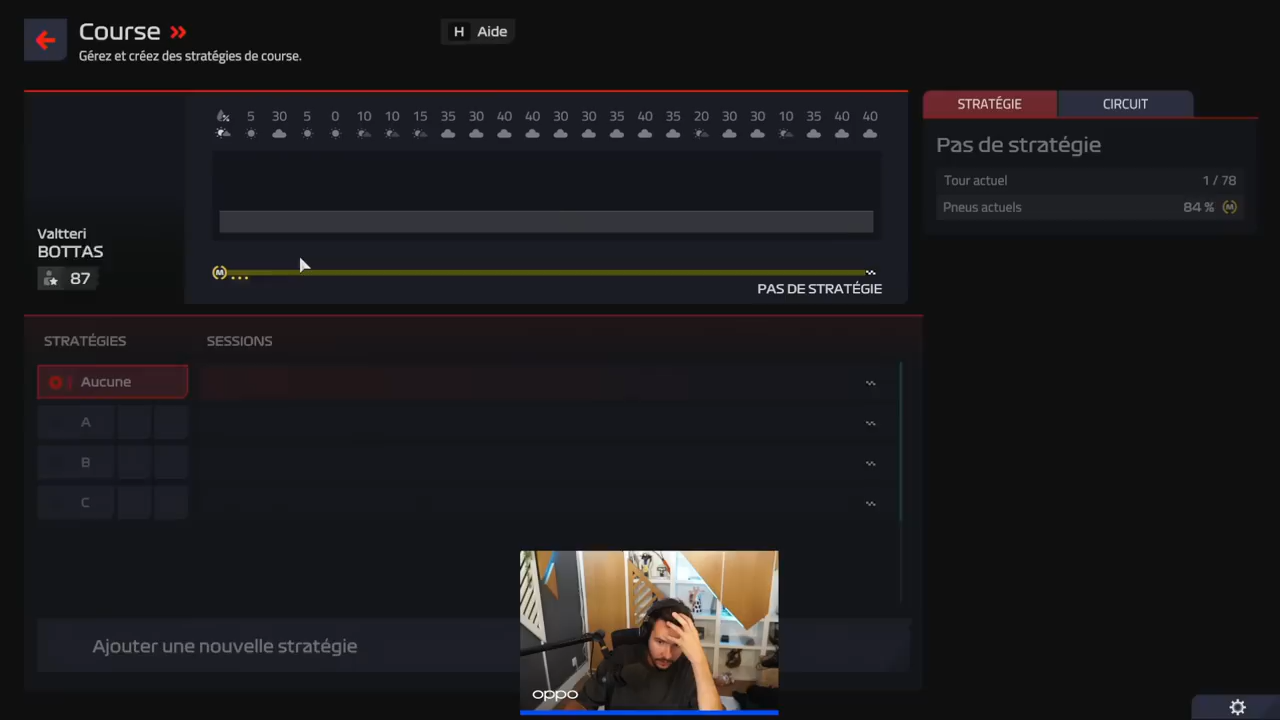 Course
Gérez et créez des stratégies de course.
H Aide
% 5 30 5 0 10 10 15 35 30 40 40 30 30 35 40 35 20 30 30 10 35 40 40
Valtteri
BOTTAS
87
M ...
PAS DE STRATÉGIE
STRATÉGIE CIRCUIT
Pas de stratégie
Tour actuel 1 / 78
Pneus actuels 84 % M
STRATÉGIES SESSIONS
Aucune
A
B
C
Ajouter une nouvelle stratégie
oppo